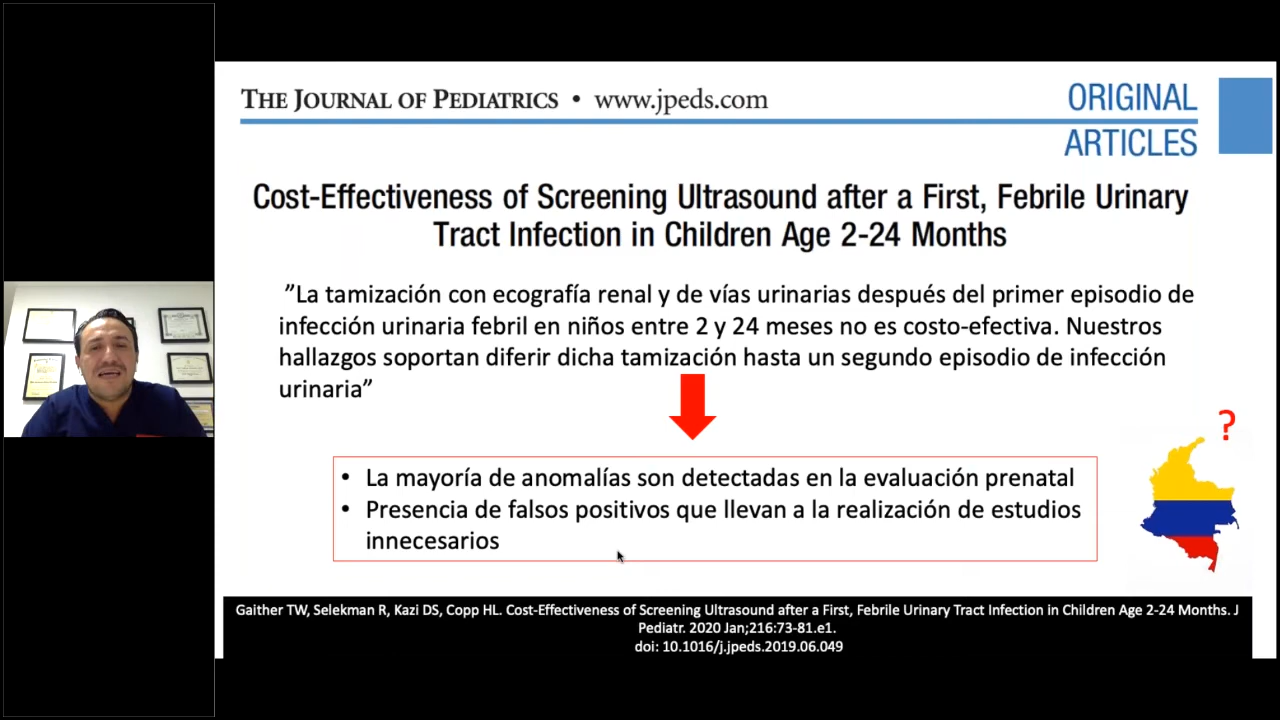 THE JOURNAL OF PEDIATRICS • www.jpeds.com
ORIGINAL
ARTICLES
Cost-Effectiveness of Screening Ultrasound after a First, Febrile Urinary
Tract Infection in Children Age 2-24 Months
”La tamización con ecografía renal y de vías urinarias después del primer episodio de
infección urinaria febril en niños entre 2 y 24 meses no es costo-efectiva. Nuestros
hallazgos soportan diferir dicha tamización hasta un segundo episodio de infección
urinaria”
?
• La mayoría de anomalías son detectadas en la evaluación prenatal
• Presencia de falsos positivos que llevan a la realización de estudios
innecesarios
Gaither TW, Selekman R, Kazi DS, Copp HL. Cost-Effectiveness of Screening Ultrasound after a First, Febrile Urinary Tract Infection in Children Age 2-24 Months. J
Pediatr. 2020 Jan;216:73-81.e1.
doi: 10.1016/j.jpeds.2019.06.049